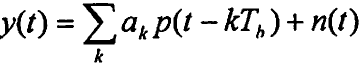 y(t) = ∑_k a_k p(t − kT_b) + n(t)